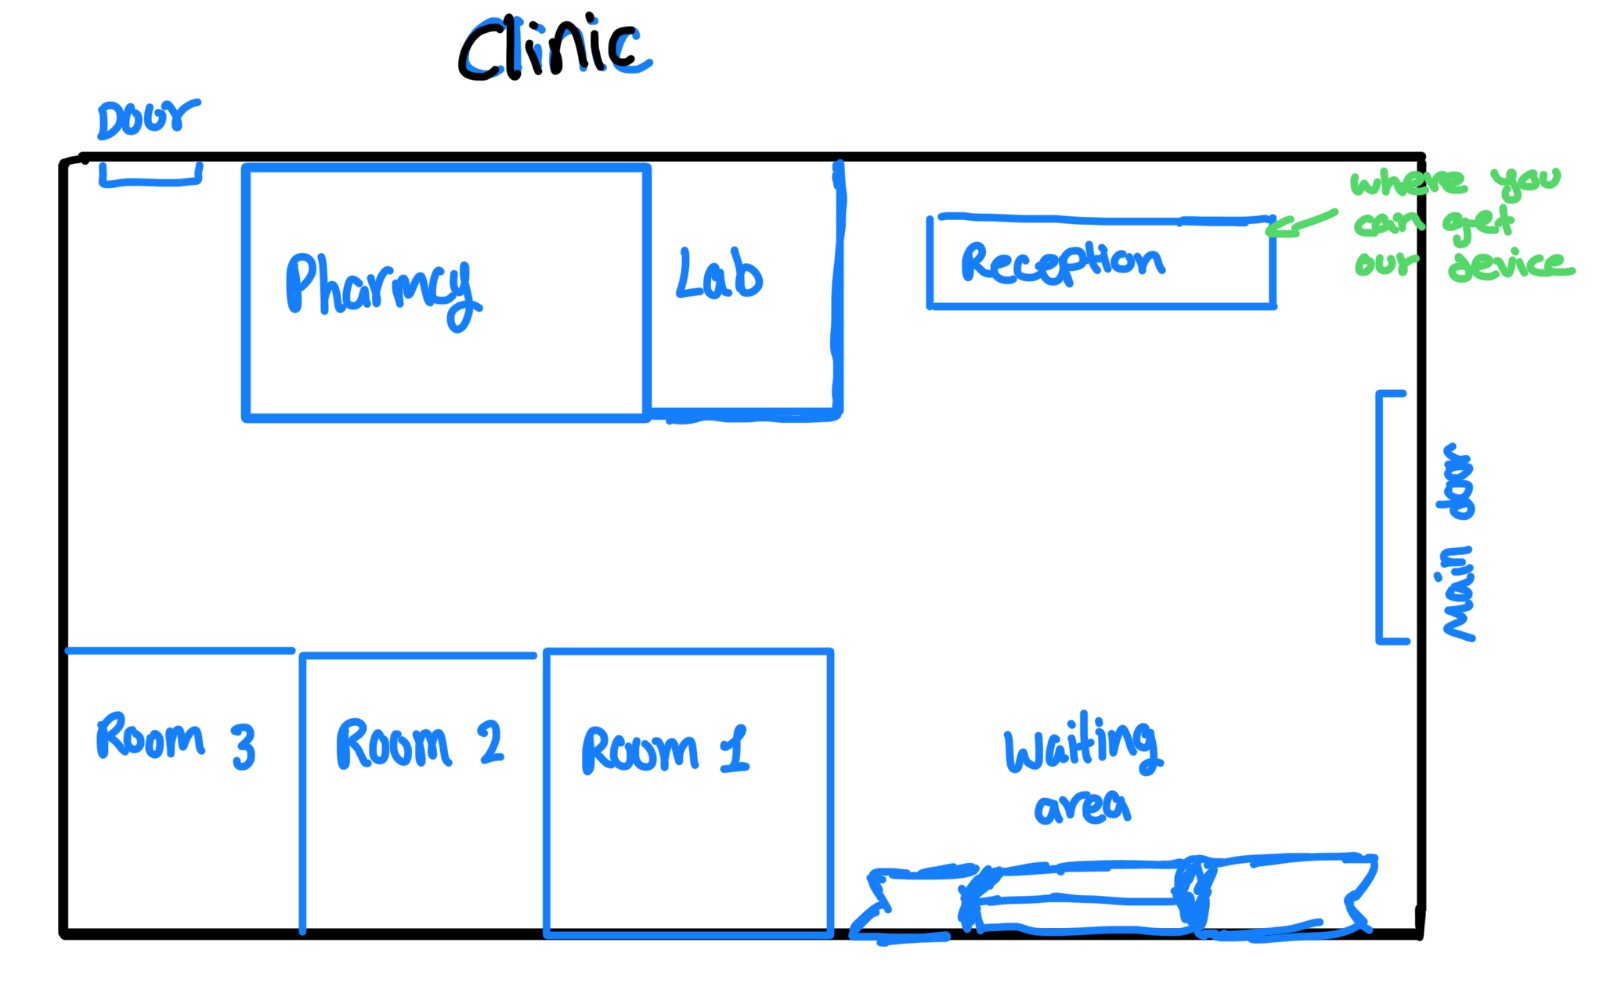 Clinic
Door
where you
can get
our device
Pharmcy
Lab
Reception
Main door
Room 3
Room 2
Room 1
Waiting
area